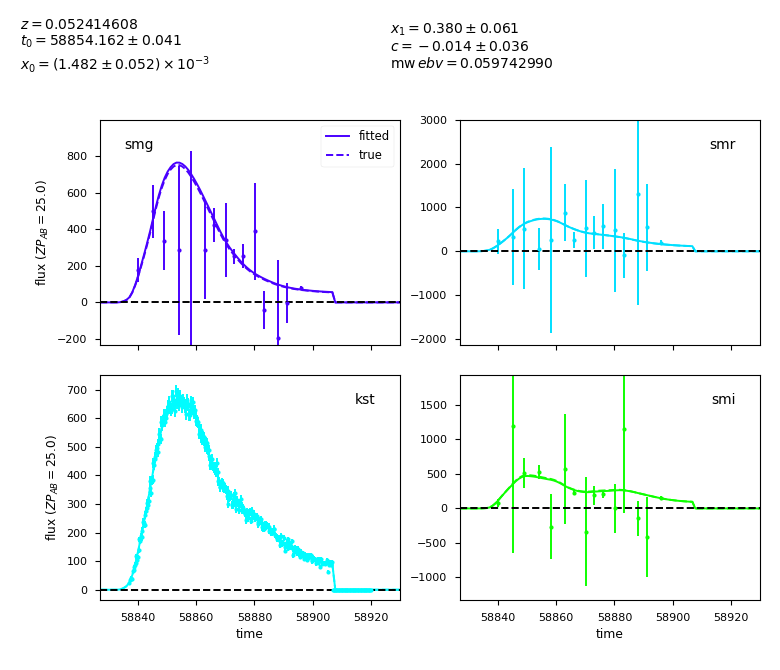 z = 0.052414608
t₀ = 58854.162 ± 0.041
x₀ = (1.482 ± 0.052) × 10⁻³
x₁ = 0.380 ± 0.061
c = −0.014 ± 0.036
mw ebv = 0.059742990
smg
fitted
true
flux (ZP_AB = 25.0)
800
600
400
200
0
−200
smr
3000
2000
1000
0
−1000
−2000
kst
flux (ZP_AB = 25.0)
700
600
500
400
300
200
100
0
58840 58860 58880 58900 58920
time
smi
1500
1000
500
0
−500
−1000
58840 58860 58880 58900 58920
time